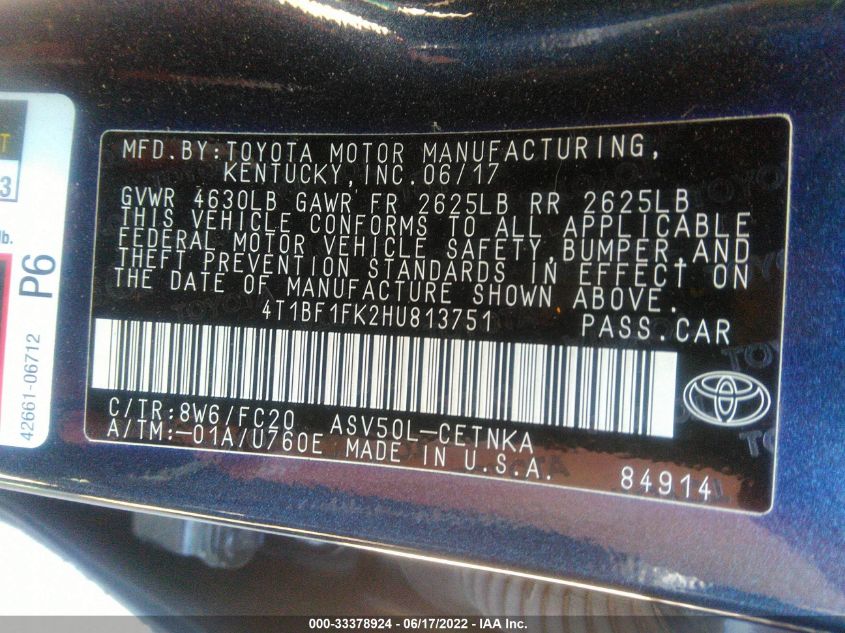 MFD.BY:TOYOTA MOTOR MANUFACTURING,
KENTUCKY,INC.06/17
GVWR 4630LB GAWR FR 2625LB RR 2625LB
THIS VEHICLE CONFORMS TO ALL APPLICABLE
FEDERAL MOTOR VEHICLE SAFETY,BUMPER,AND
THEFT PREVENTION STANDARDS IN EFFECT ON
THE DATE OF MANUFACTURE SHOWN ABOVE.
4T1BF1FK2HU813751 PASS.CAR
C/TR:8W6/FC20 ASV50L-CETNKA
A/TM:-01A/U760E MADE IN U.S.A.
84914
3
lb.
P6
42661-06712
000-33378924 - 06/17/2022 - IAA Inc.